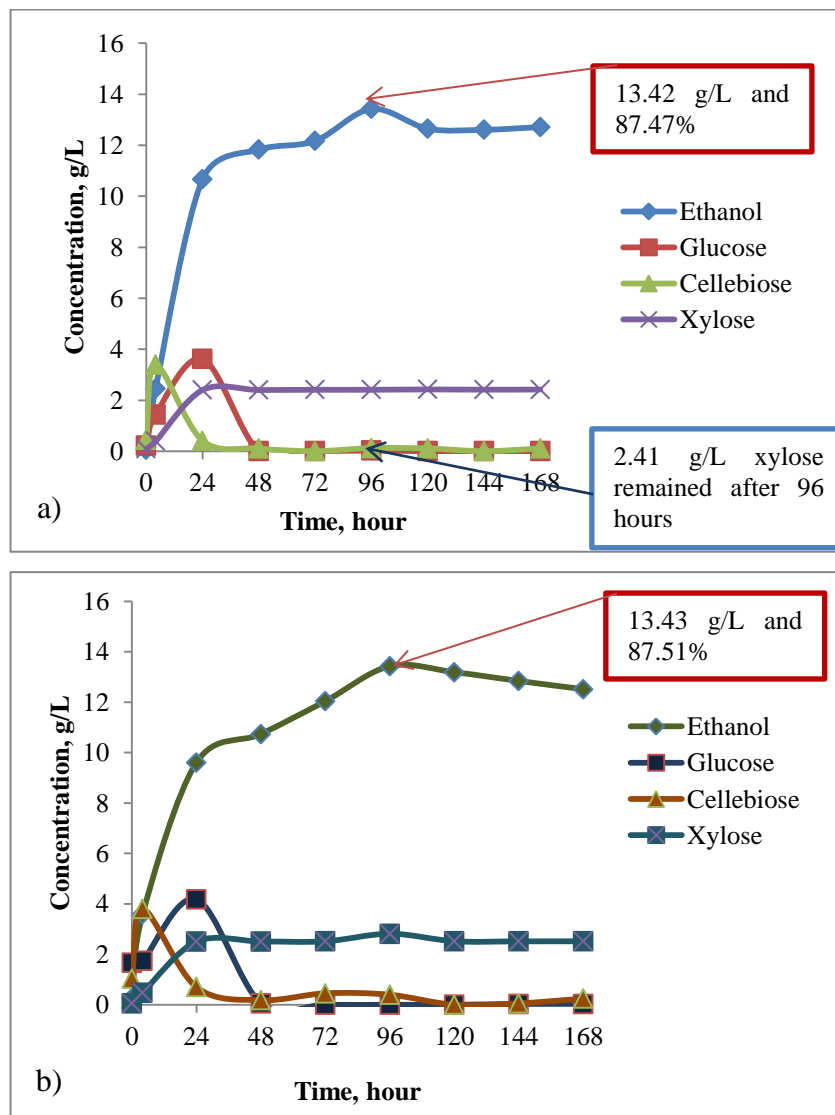 16
14
12
10
8
6
4
2
0
Concentration, g/L
0 24 48 72 96 120 144 168
Time, hour
13.42 g/L and
87.47%
Ethanol
Glucose
Cellebiose
Xylose
2.41 g/L xylose
remained after 96
hours
a)
16
14
12
10
8
6
4
2
0
Concentration, g/L
0 24 48 72 96 120 144 168
Time, hour
13.43 g/L and
87.51%
Ethanol
Glucose
Cellebiose
Xylose
b)